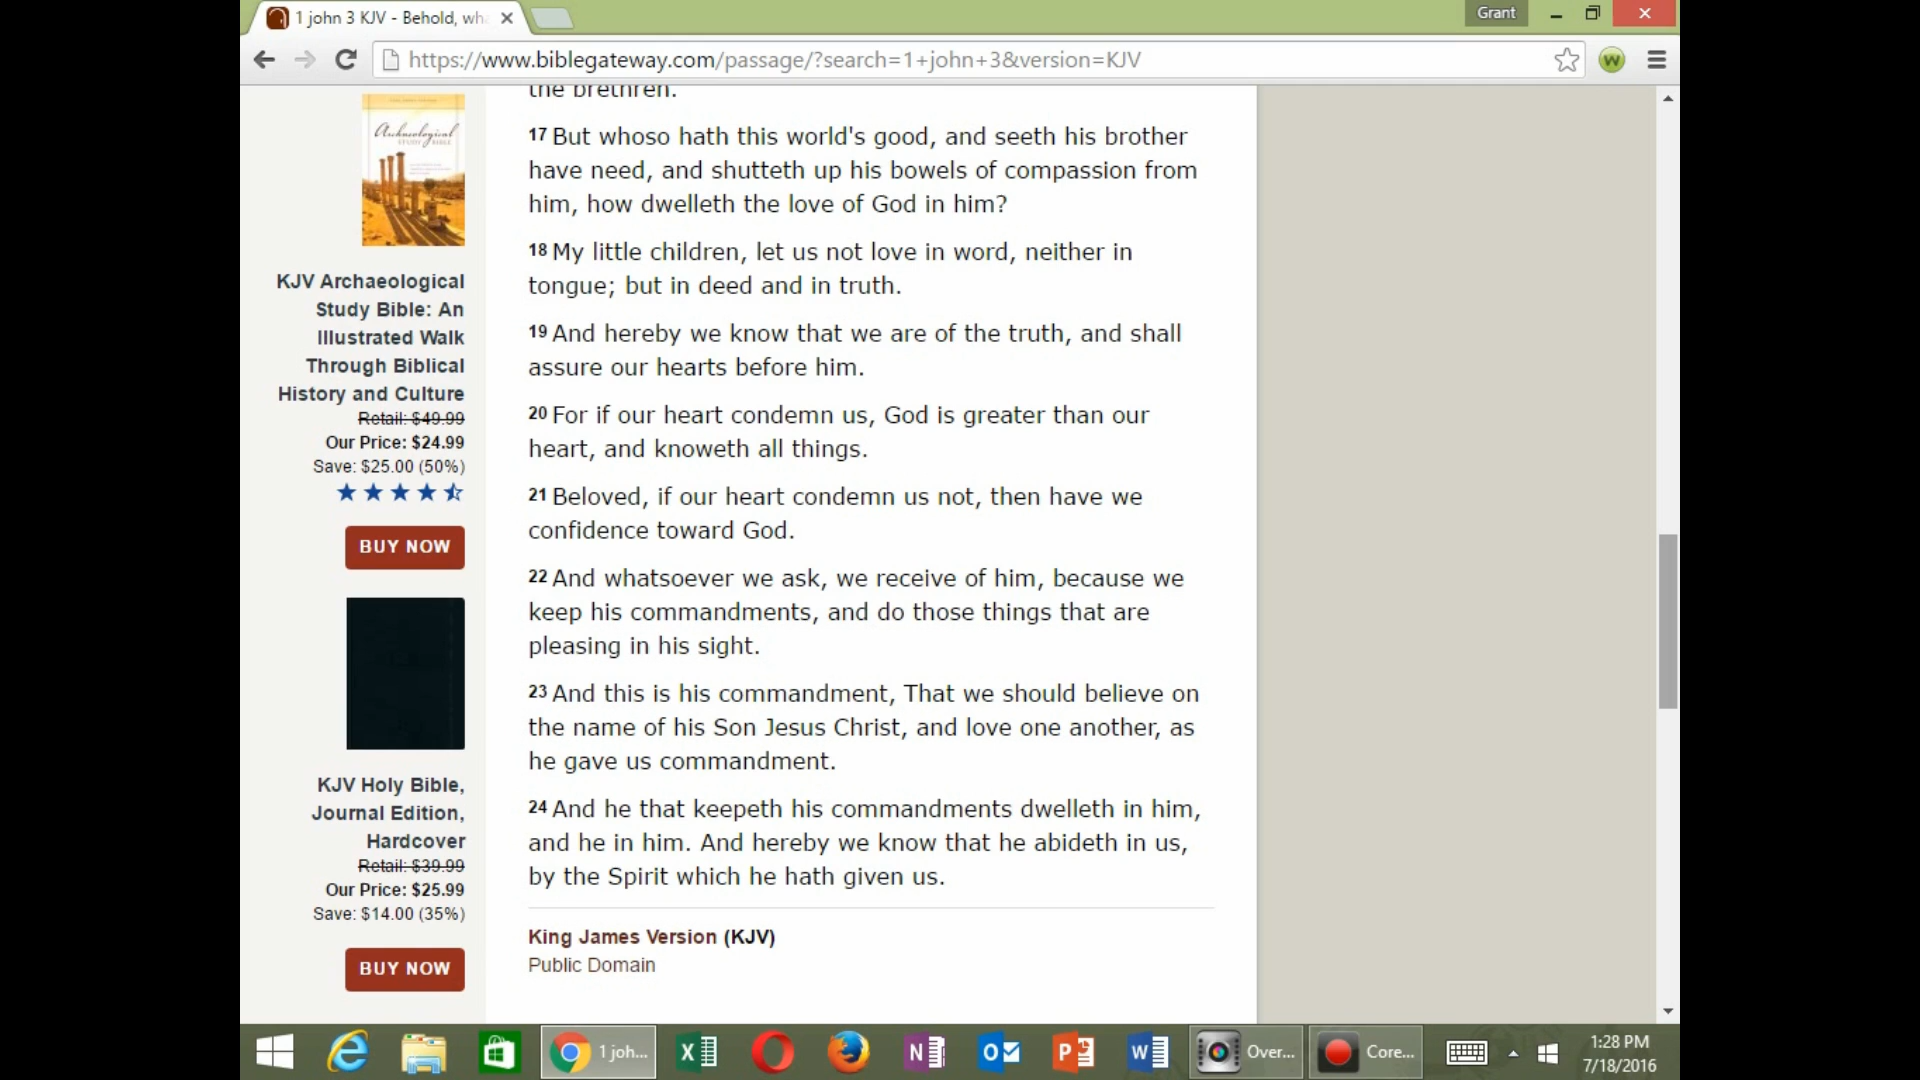 1 john 3 KJV - Behold, wha
Grant
https://www.biblegateway.com/passage/?search=1+john+3&version=KJV
the brethren.
17 But whoso hath this world's good, and seeth his brother
have need, and shutteth up his bowels of compassion from
him, how dwelleth the love of God in him?
18 My little children, let us not love in word, neither in
tongue; but in deed and in truth.
19 And hereby we know that we are of the truth, and shall
assure our hearts before him.
20 For if our heart condemn us, God is greater than our
heart, and knoweth all things.
21 Beloved, if our heart condemn us not, then have we
confidence toward God.
22 And whatsoever we ask, we receive of him, because we
keep his commandments, and do those things that are
pleasing in his sight.
23 And this is his commandment, That we should believe on
the name of his Son Jesus Christ, and love one another, as
he gave us commandment.
24 And he that keepeth his commandments dwelleth in him,
and he in him. And hereby we know that he abideth in us,
by the Spirit which he hath given us.
King James Version (KJV)
Public Domain
Archaeological
STUDY BIBLE
KJV Archaeological
Study Bible: An
Illustrated Walk
Through Biblical
History and Culture
Retail: $49.99
Our Price: $24.99
Save: $25.00 (50%)
BUY NOW
KJV Holy Bible,
Journal Edition,
Hardcover
Retail: $39.99
Our Price: $25.99
Save: $14.00 (35%)
BUY NOW
1 joh...
Over...
Core...
1:28 PM
7/18/2016